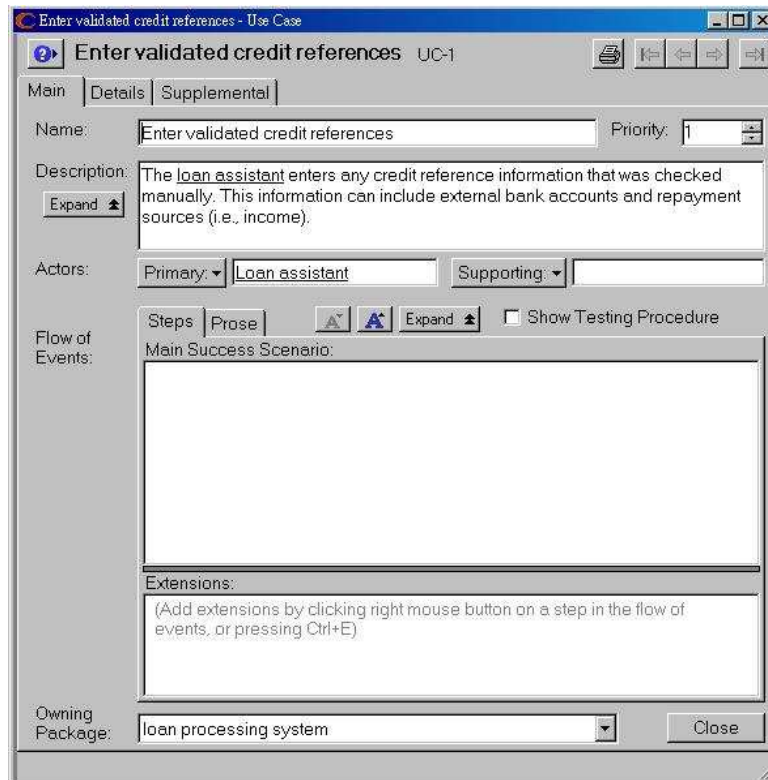 Enter validated credit references - Use Case
Enter validated credit references UC-1
Main Details Supplemental
Name: Enter validated credit references Priority: 1
Description: The loan assistant enters any credit reference information that was checked
manually. This information can include external bank accounts and repayment
Expand sources (i.e., income).
Actors: Primary: Loan assistant Supporting:
Steps Prose A A Expand Show Testing Procedure
Flow of
Events:
Main Success Scenario:
Extensions:
(Add extensions by clicking right mouse button on a step in the flow of
events, or pressing Ctrl+E)
Owning
Package: loan processing system Close